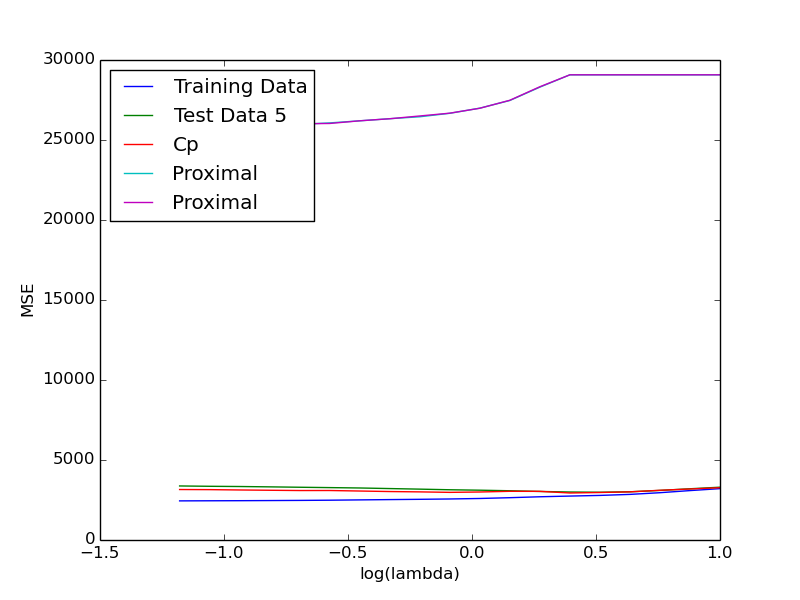 30000
25000
20000
15000
10000
5000
0
MSE
Training Data
Test Data 5
Cp
Proximal
Proximal
−1.5 −1.0 −0.5 0.0 0.5 1.0
log(lambda)